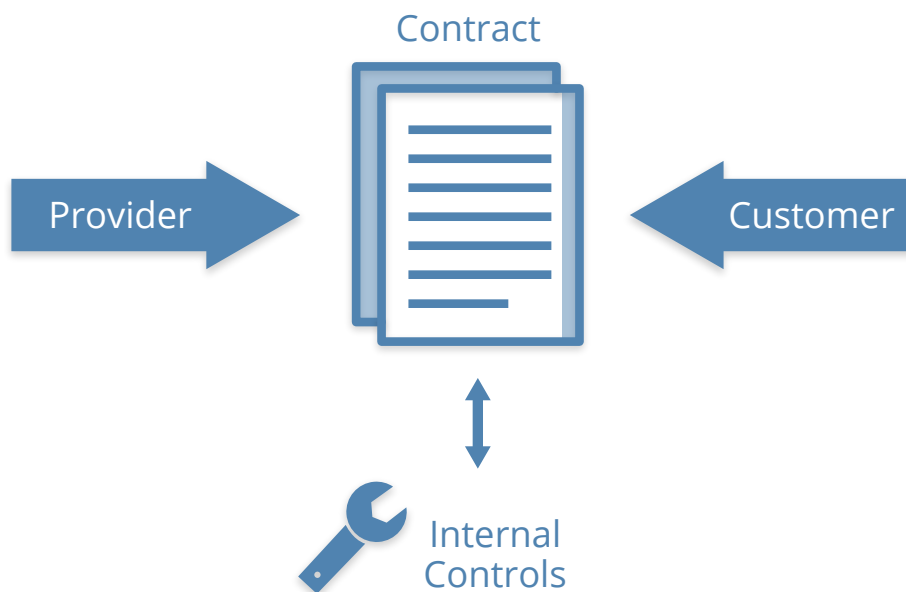 Contract
Provider
Customer
Internal
Controls